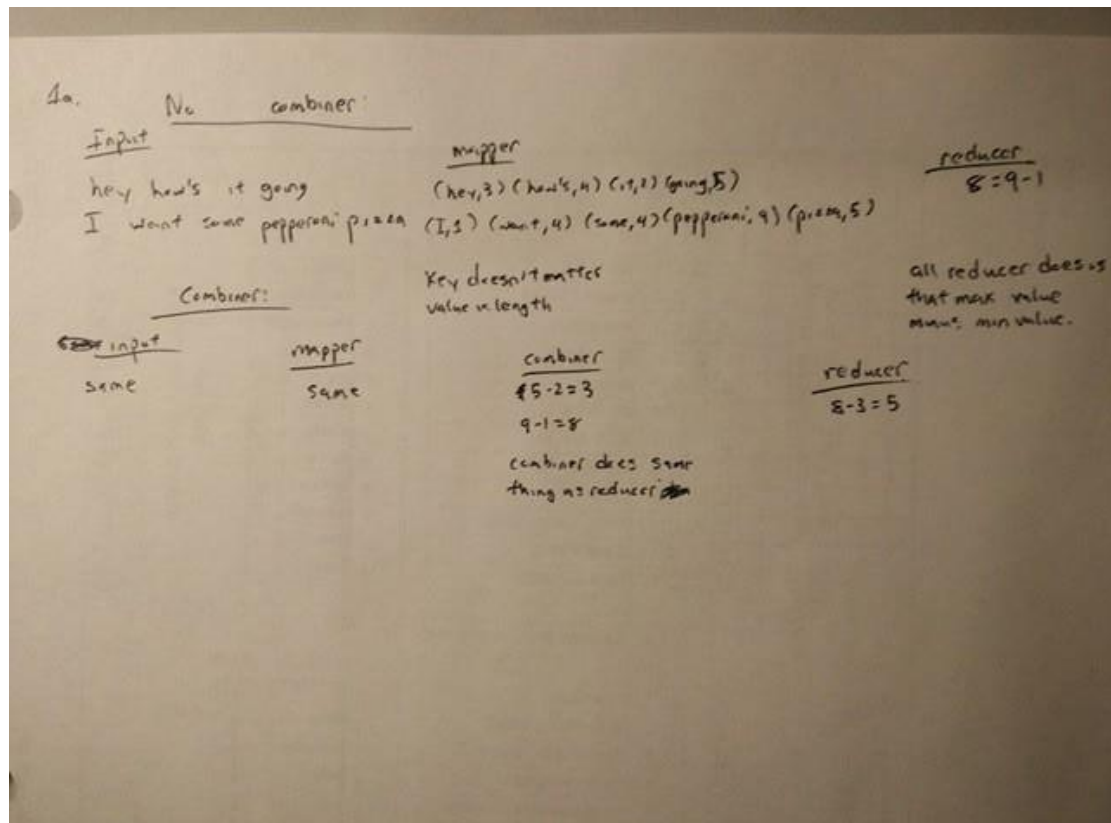 1a.
No combiner:
Input
mapper
reducer
hey how's it going
(hey,3) (how's,4) (it,2) (going,5)
8=9-1
I want some pepperoni pizza
(I,1) (want,4) (some,4) (pepperoni,9) (pizza,5)
Key doesn't matter
value is length
all reducer does is
that max value
minus min value.
Combiner:
input
mapper
combiner
reducer
same
same
5-2=3
9-1=8
8-3=5
combiner does same
thing as reducer